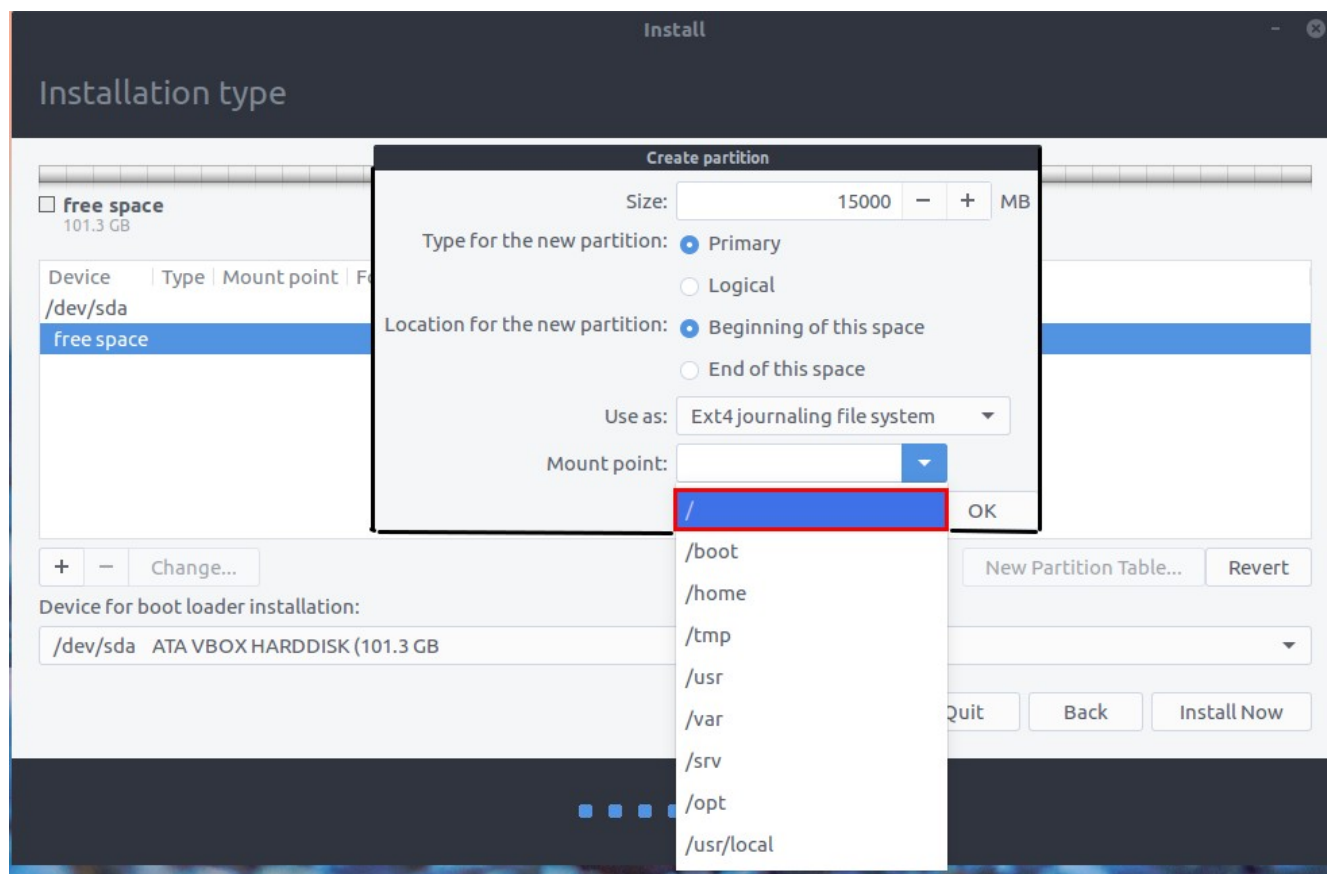 Install
Installation type
Create partition
Size: 15000 − + MB
free space
101.3 GB
Type for the new partition: Primary
Logical
Device Type Mount point
/dev/sda
free space
Location for the new partition: Beginning of this space
End of this space
Use as: Ext4 journaling file system
Mount point:
/
OK
/boot
/home
/tmp
/usr
/var
/srv
/opt
/usr/local
+ − Change...
New Partition Table... Revert
Device for boot loader installation:
/dev/sda ATA VBOX HARDDISK (101.3 GB
Quit Back Install Now